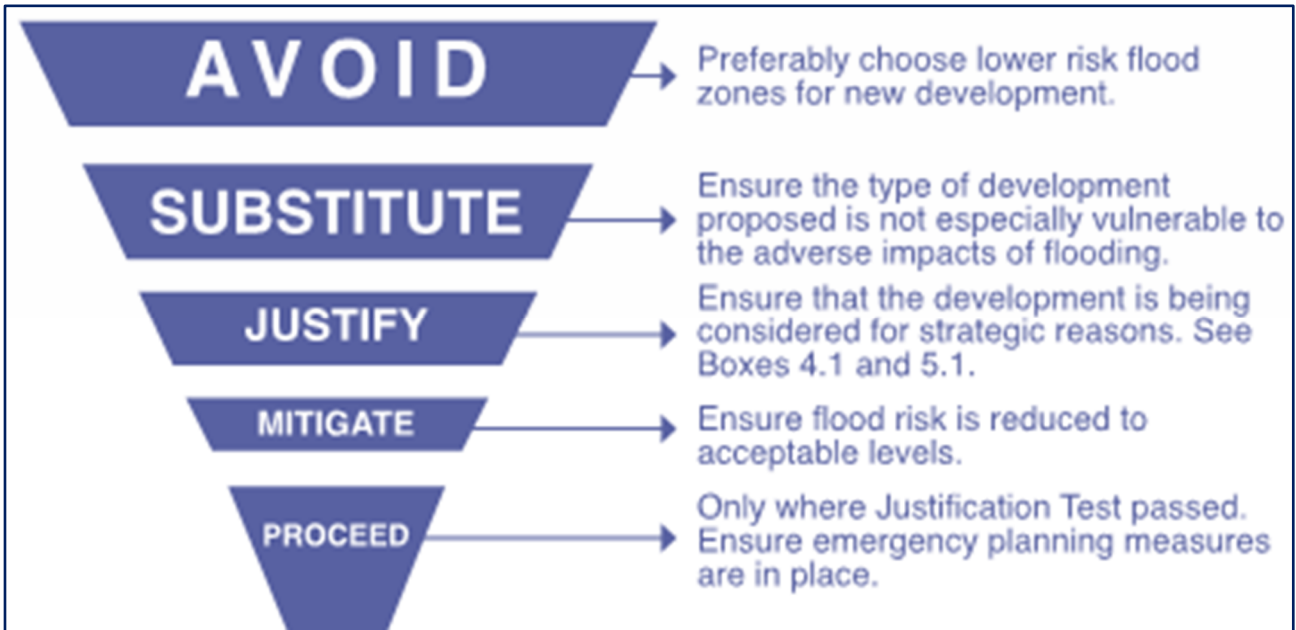 AVOID
Preferably choose lower risk flood
zones for new development.
SUBSTITUTE
Ensure the type of development
proposed is not especially vulnerable to
the adverse impacts of flooding.
JUSTIFY
Ensure that the development is being
considered for strategic reasons. See
Boxes 4.1 and 5.1.
MITIGATE
Ensure flood risk is reduced to
acceptable levels.
PROCEED
Only where Justification Test passed.
Ensure emergency planning measures
are in place.